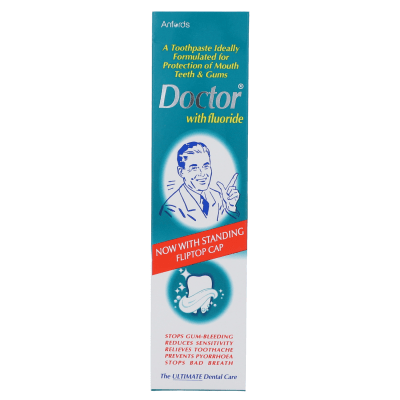 Anfords
A Toothpaste Ideally
Formulated for
Protection of Mouth
Teeth & Gums
Doctor®
with fluoride
NOW WITH STANDING
FLIPTOP CAP
STOPS GUM-BLEEDING
REDUCES SENSITIVITY
RELIEVES TOOTHACHE
PREVENTS PYORRHOEA
STOPS BAD BREATH
The ULTIMATE Dental Care